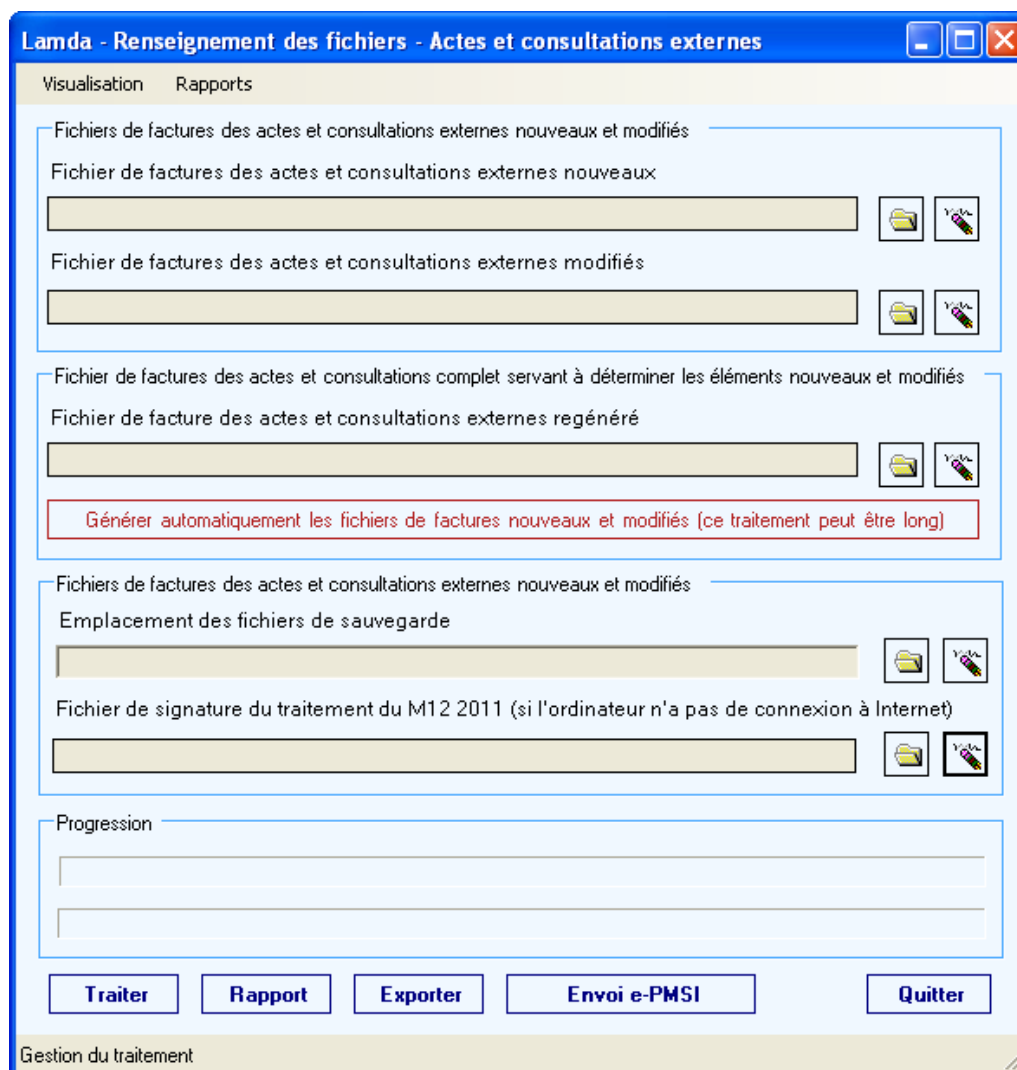 Lamda - Renseignement des fichiers - Actes et consultations externes
Visualisation Rapports
Fichiers de factures des actes et consultations externes nouveaux et modifiés
Fichier de factures des actes et consultations externes nouveaux
Fichier de factures des actes et consultations externes modifiés
Fichier de factures des actes et consultations complet servant à déterminer les éléments nouveaux et modifiés
Fichier de facture des actes et consultations externes regénéré
Générer automatiquement les fichiers de factures nouveaux et modifiés (ce traitement peut être long)
Fichiers de factures des actes et consultations externes nouveaux et modifiés
Emplacement des fichiers de sauvegarde
Fichier de signature du traitement du M12 2011 (si l'ordinateur n'a pas de connexion à Internet)
Progression
Traiter Rapport Exporter Envoi e-PMSI Quitter
Gestion du traitement